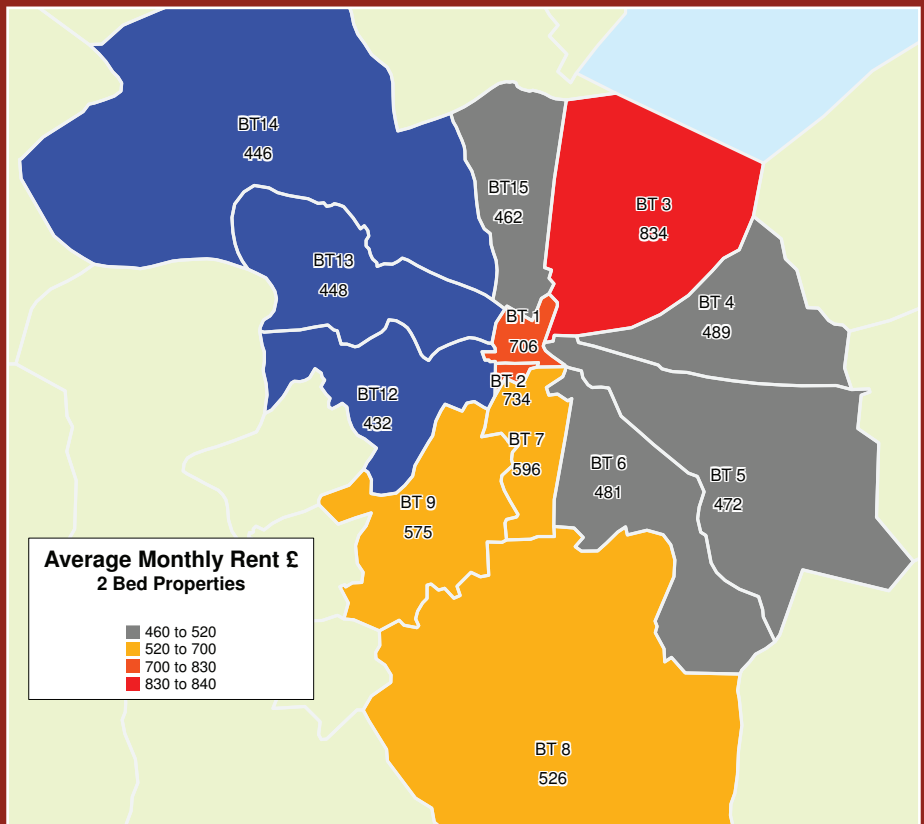 BT14
446
BT15
462
BT 3
834
BT13
448
BT 4
489
BT 1
706
BT 2
734
BT12
432
BT 7
596
BT 6
481
BT 5
472
BT 9
575
Average Monthly Rent £
2 Bed Properties
460 to 520
520 to 700
700 to 830
830 to 840
BT 8
526